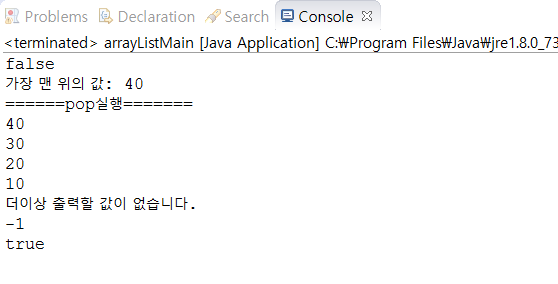 Problems Declaration Search Console
<terminated> arrayListMain [Java Application] C:₩Program Files₩Java₩jre1.8.0_73
false
가장 맨 위의 값: 40
======pop실행=======
40
30
20
10
더이상 출력할 값이 없습니다.
-1
true